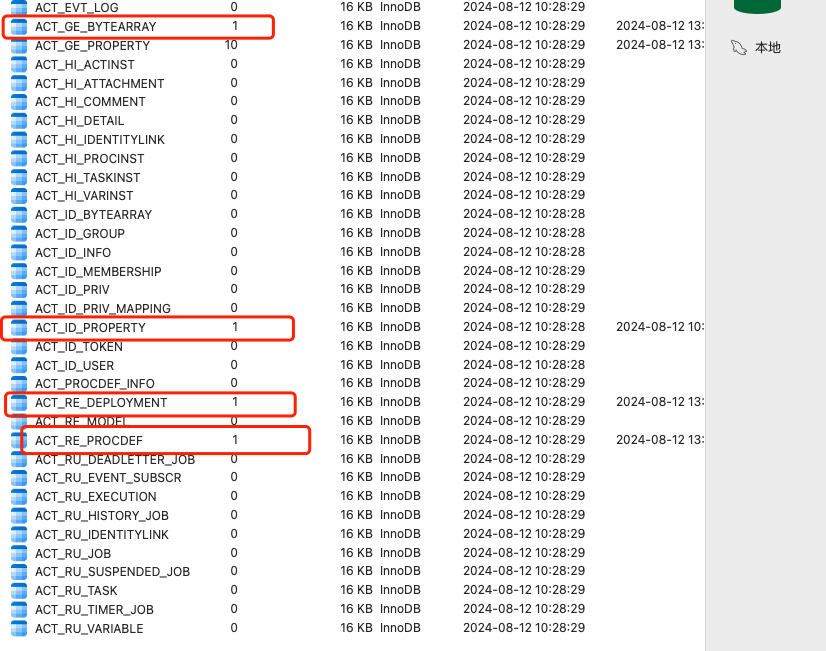 ACT_EVT_LOG 0 16 KB InnoDB 2024-08-12 10:28:29
ACT_GE_BYTEARRAY 1 16 KB InnoDB 2024-08-12 10:28:29 2024-08-12 13:
ACT_GE_PROPERTY 10 16 KB InnoDB 2024-08-12 10:28:29 2024-08-12 13:
本地
ACT_HI_ACTINST 0 16 KB InnoDB 2024-08-12 10:28:29
ACT_HI_ATTACHMENT 0 16 KB InnoDB 2024-08-12 10:28:29
ACT_HI_COMMENT 0 16 KB InnoDB 2024-08-12 10:28:29
ACT_HI_DETAIL 0 16 KB InnoDB 2024-08-12 10:28:29
ACT_HI_IDENTITYLINK 0 16 KB InnoDB 2024-08-12 10:28:29
ACT_HI_PROCINST 0 16 KB InnoDB 2024-08-12 10:28:29
ACT_HI_TASKINST 0 16 KB InnoDB 2024-08-12 10:28:29
ACT_HI_VARINST 0 16 KB InnoDB 2024-08-12 10:28:29
ACT_ID_BYTEARRAY 0 16 KB InnoDB 2024-08-12 10:28:28
ACT_ID_GROUP 0 16 KB InnoDB 2024-08-12 10:28:28
ACT_ID_INFO 0 16 KB InnoDB 2024-08-12 10:28:28
ACT_ID_MEMBERSHIP 0 16 KB InnoDB 2024-08-12 10:28:29
ACT_ID_PRIV 0 16 KB InnoDB 2024-08-12 10:28:29
ACT_ID_PRIV_MAPPING 0 16 KB InnoDB 2024-08-12 10:28:29
ACT_ID_PROPERTY 1 16 KB InnoDB 2024-08-12 10:28:28 2024-08-12 10:
ACT_ID_TOKEN 0 16 KB InnoDB 2024-08-12 10:28:29
ACT_ID_USER 0 16 KB InnoDB 2024-08-12 10:28:28
ACT_PROCDEF_INFO 0 16 KB InnoDB 2024-08-12 10:28:29
ACT_RE_DEPLOYMENT 1 16 KB InnoDB 2024-08-12 10:28:29 2024-08-12 13:
ACT_RE_MODEL 0 16 KB InnoDB 2024-08-12 10:28:29
ACT_RE_PROCDEF 1 16 KB InnoDB 2024-08-12 10:28:29 2024-08-12 13:
ACT_RU_DEADLETTER_JOB 0 16 KB InnoDB 2024-08-12 10:28:29
ACT_RU_EVENT_SUBSCR 0 16 KB InnoDB 2024-08-12 10:28:29
ACT_RU_EXECUTION 0 16 KB InnoDB 2024-08-12 10:28:29
ACT_RU_HISTORY_JOB 0 16 KB InnoDB 2024-08-12 10:28:29
ACT_RU_IDENTITYLINK 0 16 KB InnoDB 2024-08-12 10:28:29
ACT_RU_JOB 0 16 KB InnoDB 2024-08-12 10:28:29
ACT_RU_SUSPENDED_JOB 0 16 KB InnoDB 2024-08-12 10:28:29
ACT_RU_TASK 0 16 KB InnoDB 2024-08-12 10:28:29
ACT_RU_TIMER_JOB 0 16 KB InnoDB 2024-08-12 10:28:29
ACT_RU_VARIABLE 0 16 KB InnoDB 2024-08-12 10:28:29